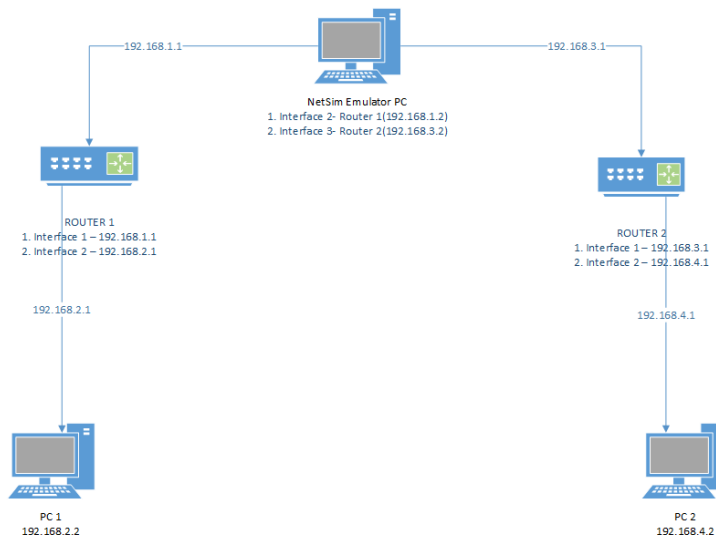 192.168.1.1
192.168.3.1
NetSim Emulator PC
1. Interface 2- Router 1(192.168.1.2)
2. Interface 3- Router 2(192.168.3.2)
ROUTER 1
1. Interface 1 – 192.168.1.1
2. Interface 2 – 192.168.2.1
ROUTER 2
1. Interface 1 – 192.168.3.1
2. Interface 2 – 192.168.4.1
192.168.2.1
192.168.4.1
PC 1
192.168.2.2
PC 2
192.168.4.2